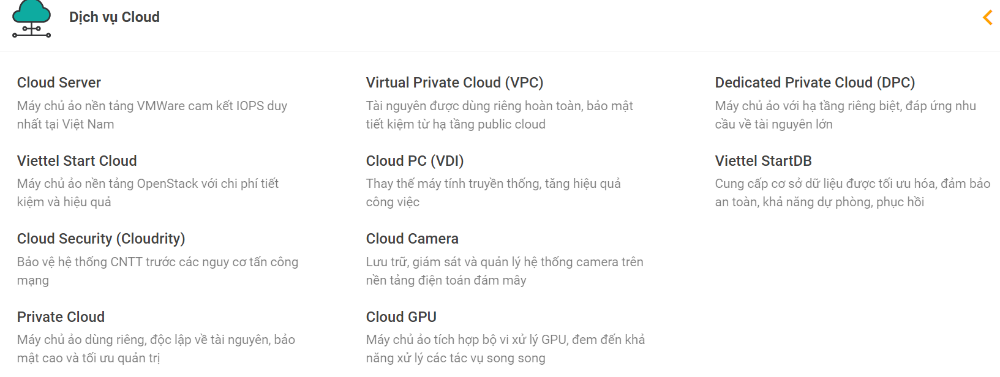 Dịch vụ Cloud
Cloud Server
Máy chủ ảo nền tảng VMWare cam kết IOPS duy
nhất tại Việt Nam
Virtual Private Cloud (VPC)
Tài nguyên được dùng riêng hoàn toàn, bảo mật
tiết kiệm từ hạ tầng public cloud
Dedicated Private Cloud (DPC)
Máy chủ ảo với hạ tầng riêng biệt, đáp ứng nhu
cầu về tài nguyên lớn
Viettel Start Cloud
Máy chủ ảo nền tảng OpenStack với chi phí tiết
kiệm và hiệu quả
Cloud PC (VDI)
Thay thế máy tính truyền thống, tăng hiệu quả
công việc
Viettel StartDB
Cung cấp cơ sở dữ liệu được tối ưu hóa, đảm bảo
an toàn, khả năng dự phòng, phục hồi
Cloud Security (Cloudrity)
Bảo vệ hệ thống CNTT trước các nguy cơ tấn công
mạng
Cloud Camera
Lưu trữ, giám sát và quản lý hệ thống camera trên
nền tảng điện toán đám mây
Private Cloud
Máy chủ ảo dùng riêng, độc lập về tài nguyên, bảo
mật cao và tối ưu quản trị
Cloud GPU
Máy chủ ảo tích hợp bộ vi xử lý GPU, đem đến khả
năng xử lý các tác vụ song song